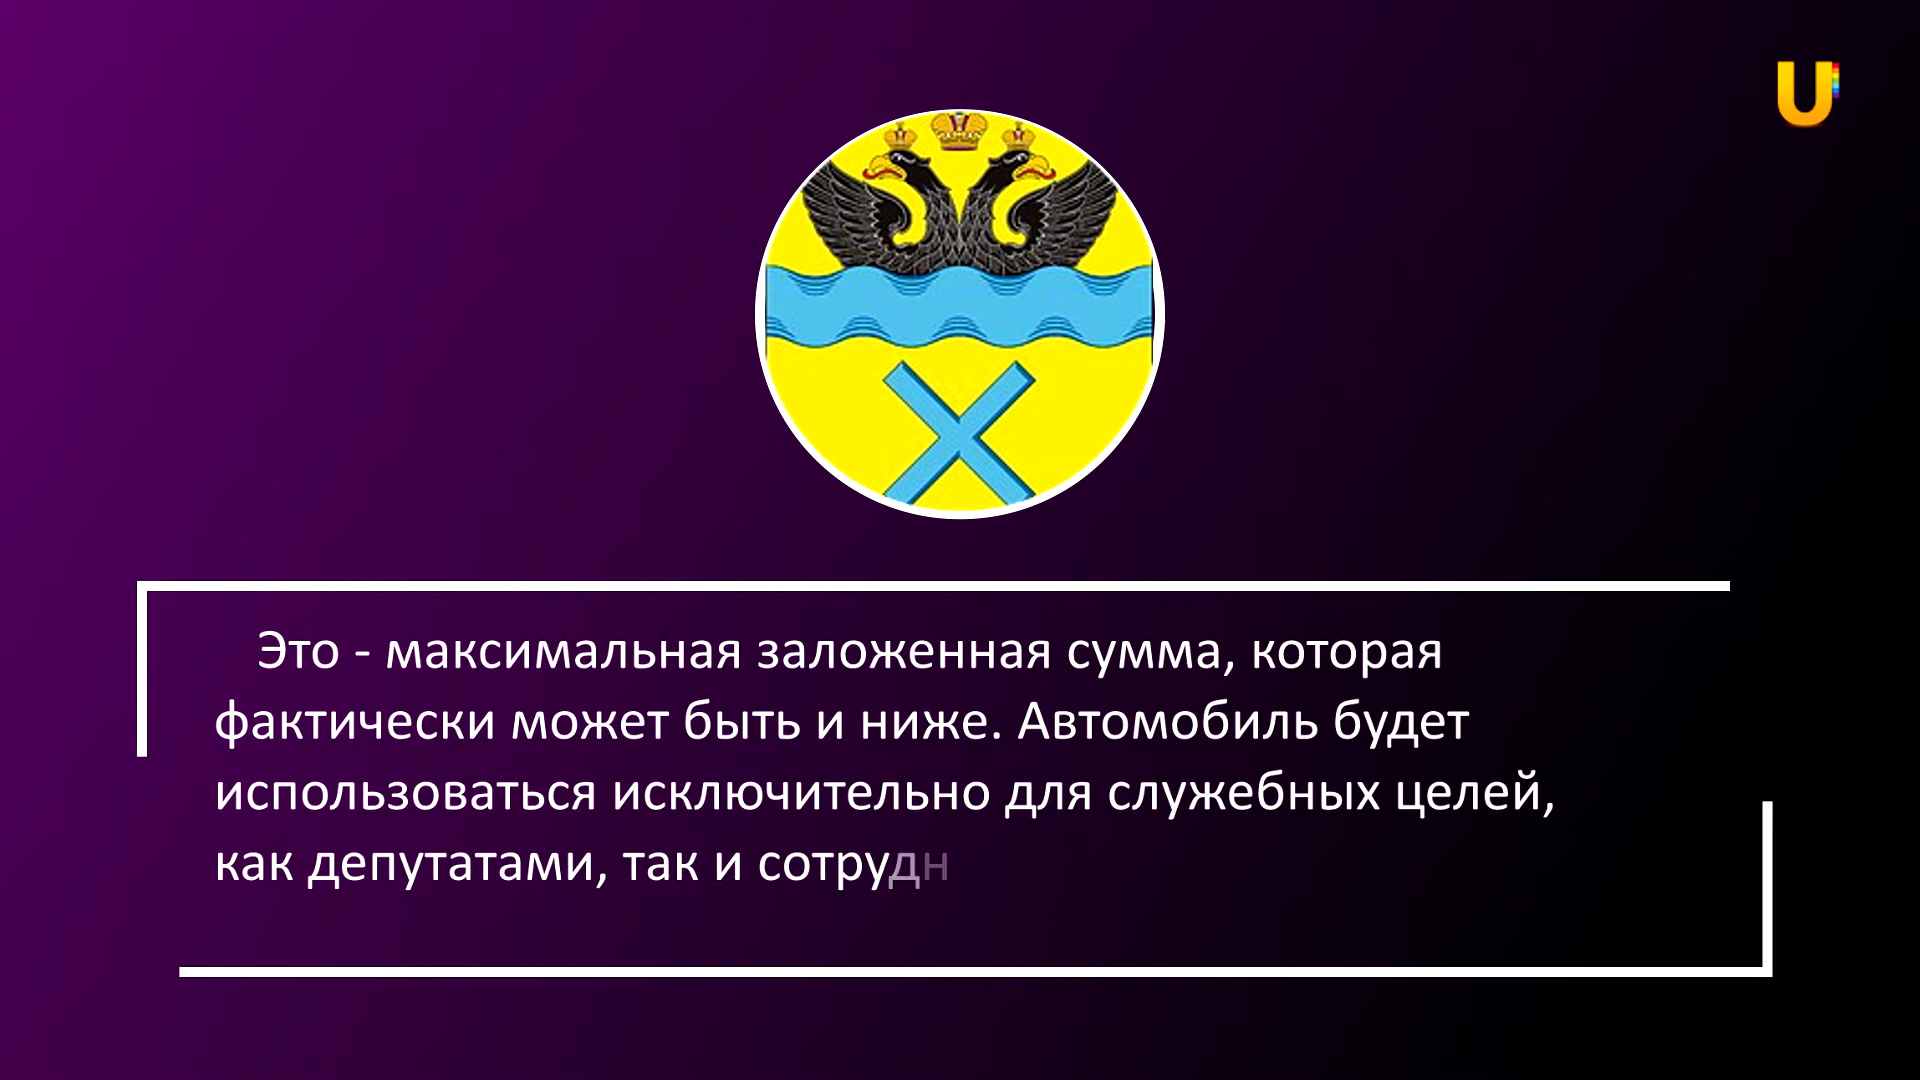 U
Это - максимальная заложенная сумма, которая
фактически может быть и ниже. Автомобиль будет
использоваться исключительно для служебных целей,
как депутатами, так и сотрудн